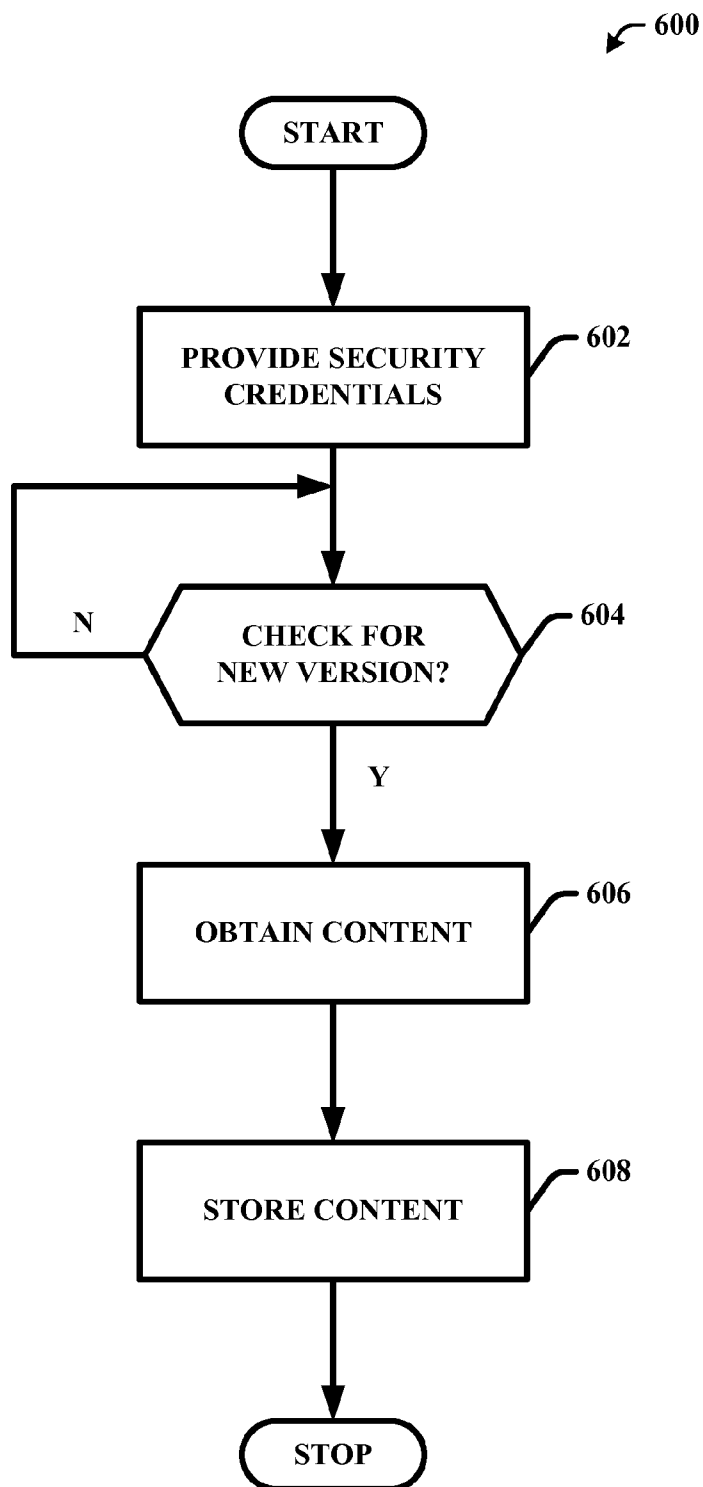 600
START
PROVIDE SECURITY
CREDENTIALS
602
N
CHECK FOR
NEW VERSION?
604
Y
OBTAIN CONTENT
606
STORE CONTENT
608
STOP